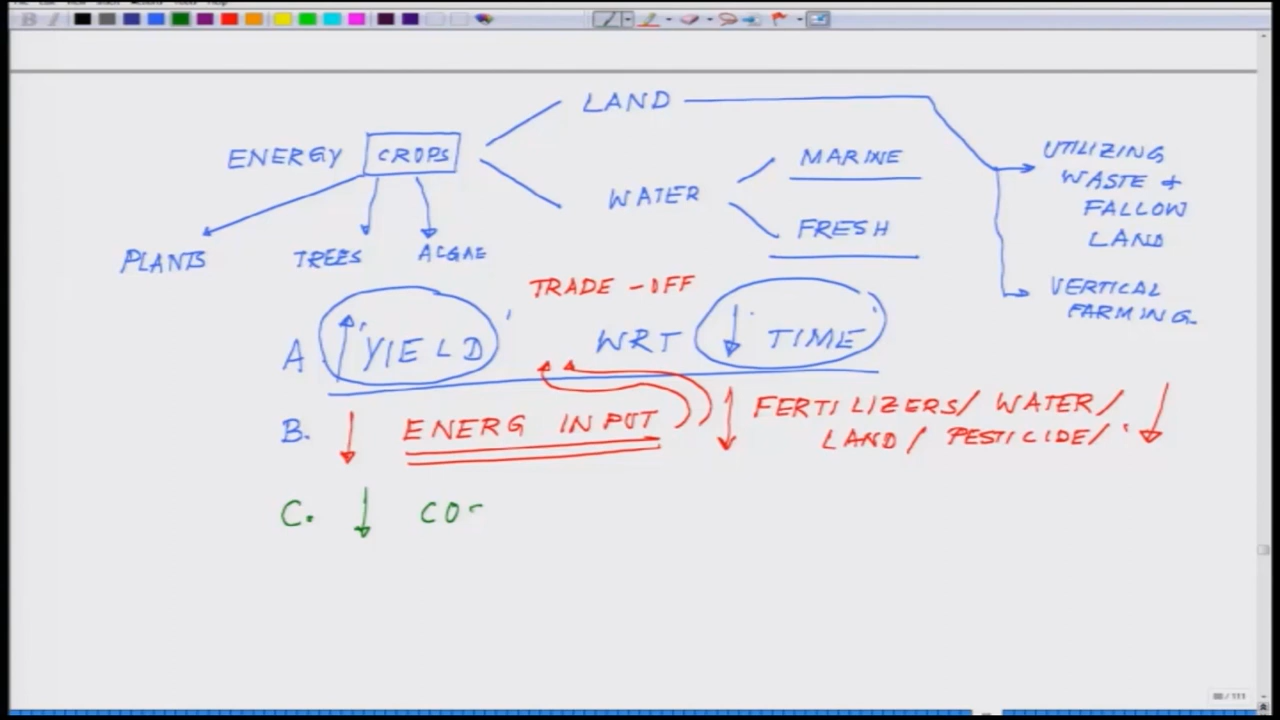 LAND
ENERGY CROPS
MARINE
WATER
FRESH
UTILIZING
WASTE +
FALLOW
LAND
PLANTS TREES ALGAE
VERTICAL
FARMING
TRADE-OFF
A YIELD WRT TIME
B. ENERG INPUT FERTILIZERS/ WATER/
LAND/ PESTICIDE/
C. CO